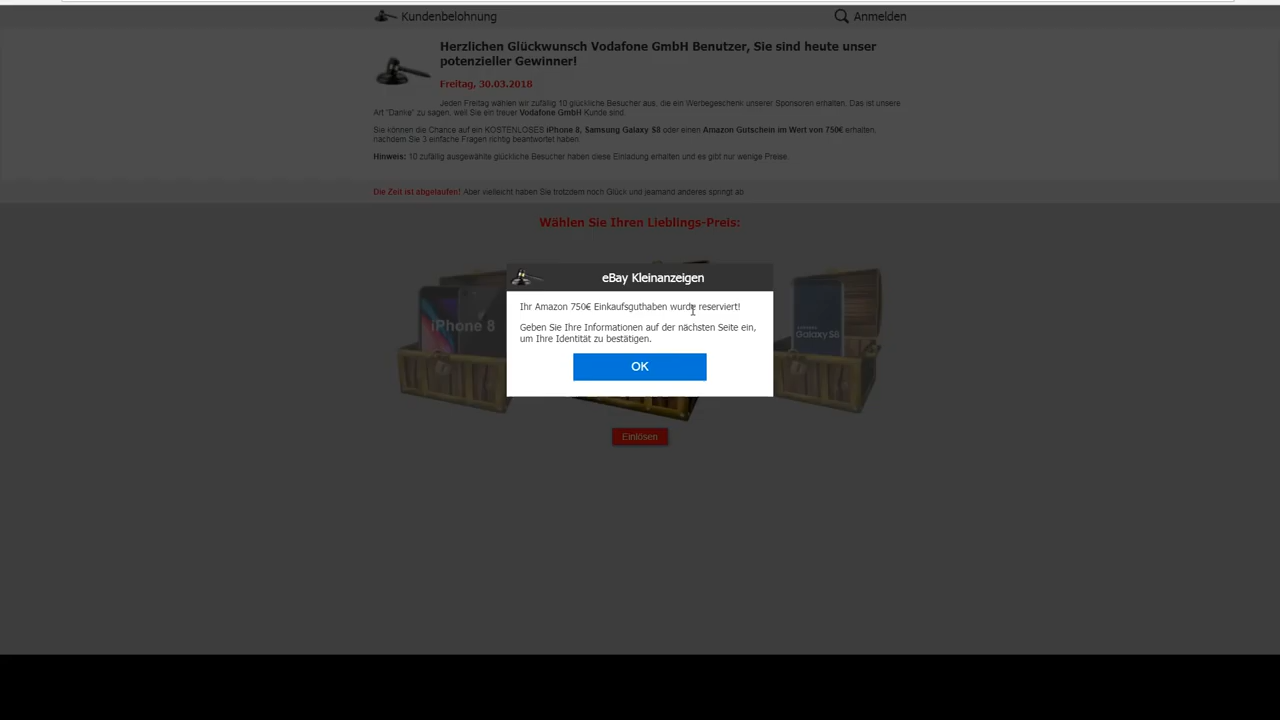 Kundenbelohnung
Anmelden
Herzlichen Glückwunsch Vodafone GmbH Benutzer, Sie sind heute unser
potenzieller Gewinner!
Freitag, 30.03.2018
Jeden Freitag wählen wir zufällig 10 glückliche Besucher aus, die ein Werbegeschenk unserer Sponsoren erhalten. Das ist unsere
Art "Danke" zu sagen, weil Sie ein treuer Vodafone GmbH Kunde sind.
Sie können die Chance auf ein KOSTENLOSES iPhone 8, Samsung Galaxy S8 oder einen Amazon Gutschein im Wert von 750€ erhalten,
nachdem Sie 3 einfache Fragen richtig beantwortet haben.
Hinweis: 10 zufällig ausgewählte glückliche Besucher haben diese Einladung erhalten und es gibt nur wenige Preise.
Die Zeit ist abgelaufen! Aber vielleicht haben Sie trotzdem noch Glück und jeamand anderes springt ab
Wählen Sie Ihren Lieblings-Preis:
eBay Kleinanzeigen
Ihr Amazon 750€ Einkaufsguthaben wurde reserviert!
Geben Sie Ihre Informationen auf der nächsten Seite ein,
um Ihre Identität zu bestätigen.
OK
iPhone 8
Galaxy S8
Einlösen